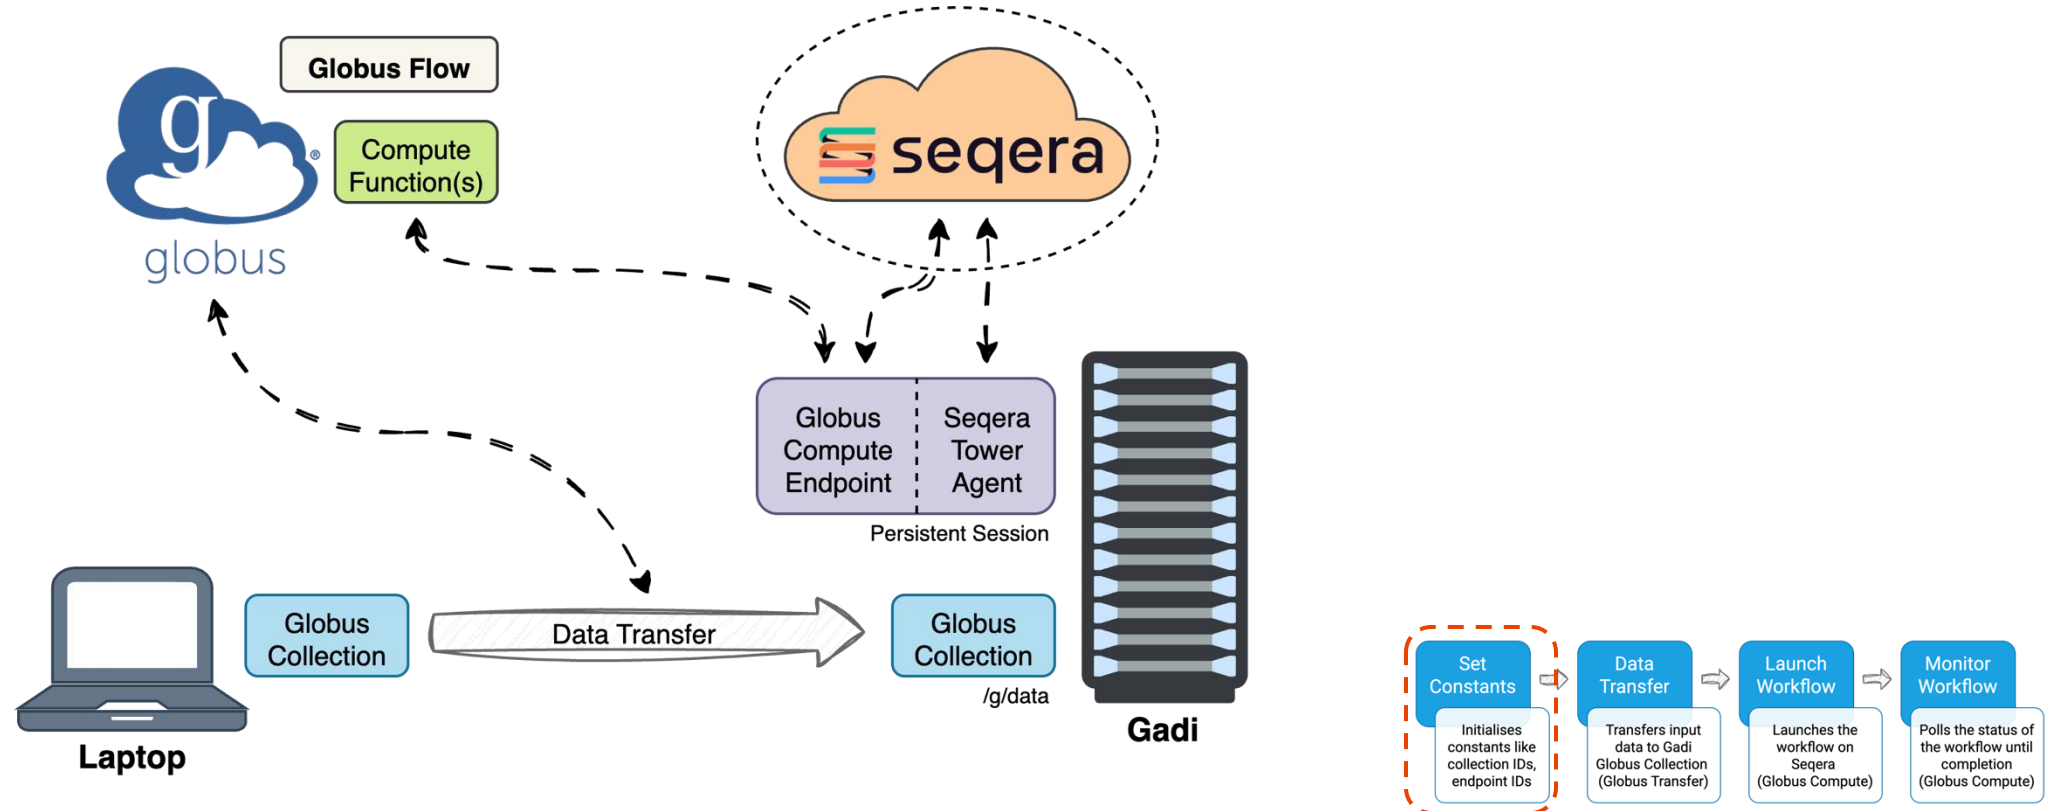 Globus Flow
g
®
Compute
Function(s)
globus
seqera
Globus
Compute
Endpoint
Seqera
Tower
Agent
Persistent Session
Globus
Collection
Data Transfer
Globus
Collection
/g/data
Laptop
Gadi
Set
Constants
Initialises
constants like
collection IDs,
endpoint IDs
Data
Transfer
Transfers input
data to Gadi
Globus Collection
(Globus Transfer)
Launch
Workflow
Launches the
workflow on
Seqera
(Globus Compute)
Monitor
Workflow
Polls the status of
the workflow until
completion
(Globus Compute)